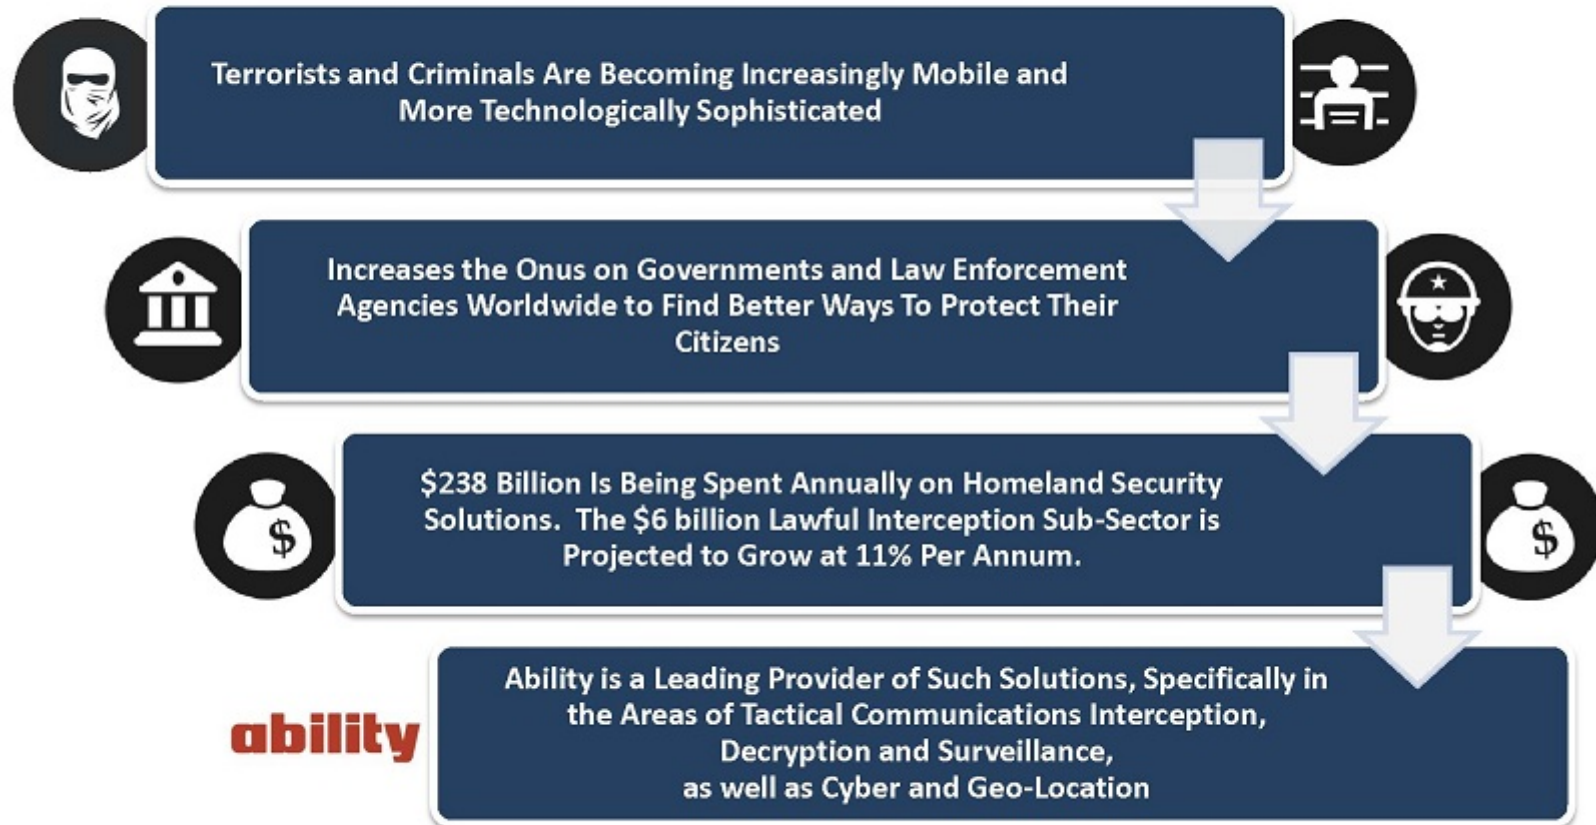 Terrorists and Criminals Are Becoming Increasingly Mobile and
More Technologically Sophisticated
Increases the Onus on Governments and Law Enforcement
Agencies Worldwide to Find Better Ways To Protect Their
Citizens
$
$238 Billion Is Being Spent Annually on Homeland Security
Solutions.  The $6 billion Lawful Interception Sub-Sector is
Projected to Grow at 11% Per Annum.
$
ability
Ability is a Leading Provider of Such Solutions, Specifically in
the Areas of Tactical Communications Interception,
Decryption and Surveillance,
as well as Cyber and Geo-Location